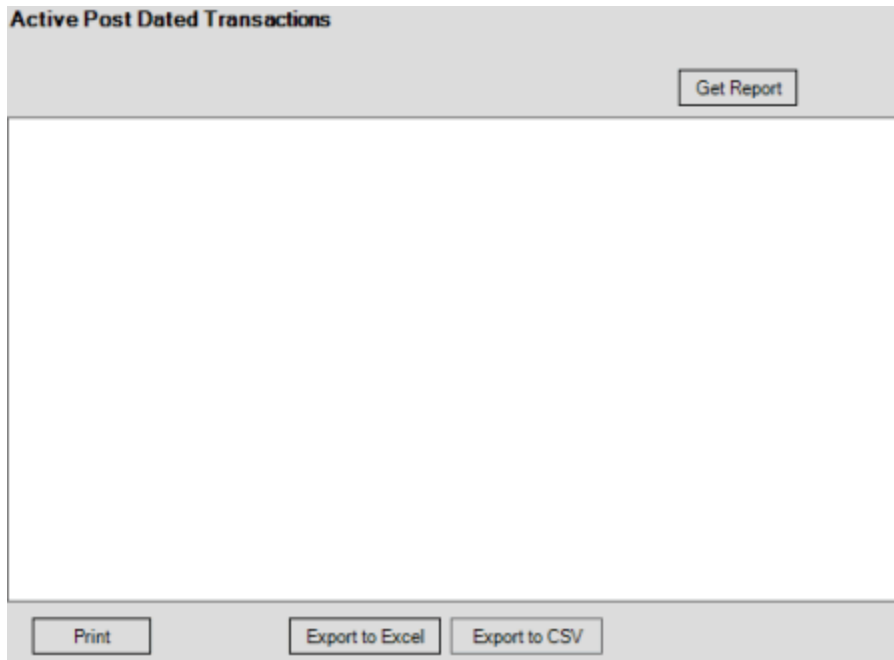 Active Post Dated Transactions
Get Report
Print
Export to Excel
Export to CSV